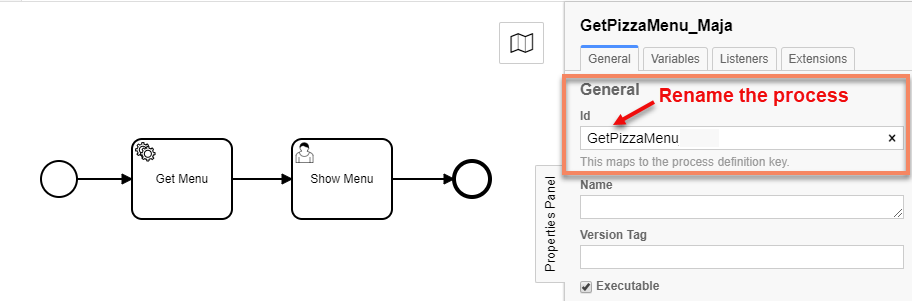 GetPizzaMenu_Maja
General Variables Listeners Extensions
General
Rename the process
Id
GetPizzaMenu
This maps to the process definition key.
Name
Version Tag
Executable
Properties Panel
Get Menu
Show Menu